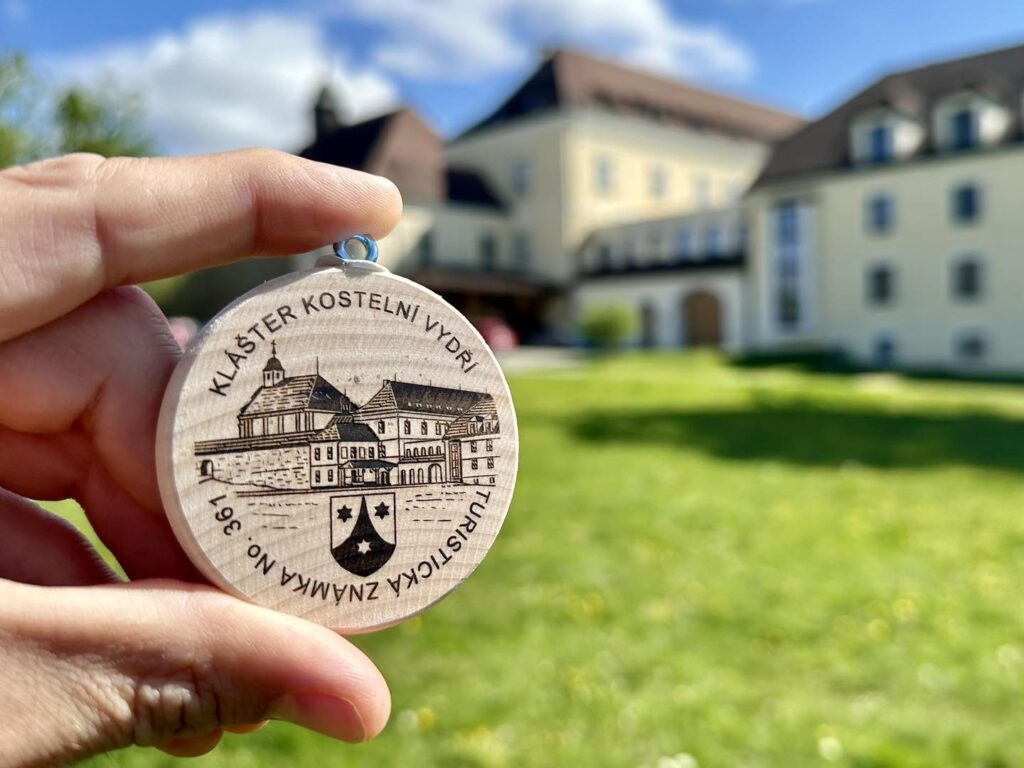 KLÁŠTER KOSTELNÍ VYDŘÍ
TURISTICKÁ ZNÁMKA No. 361